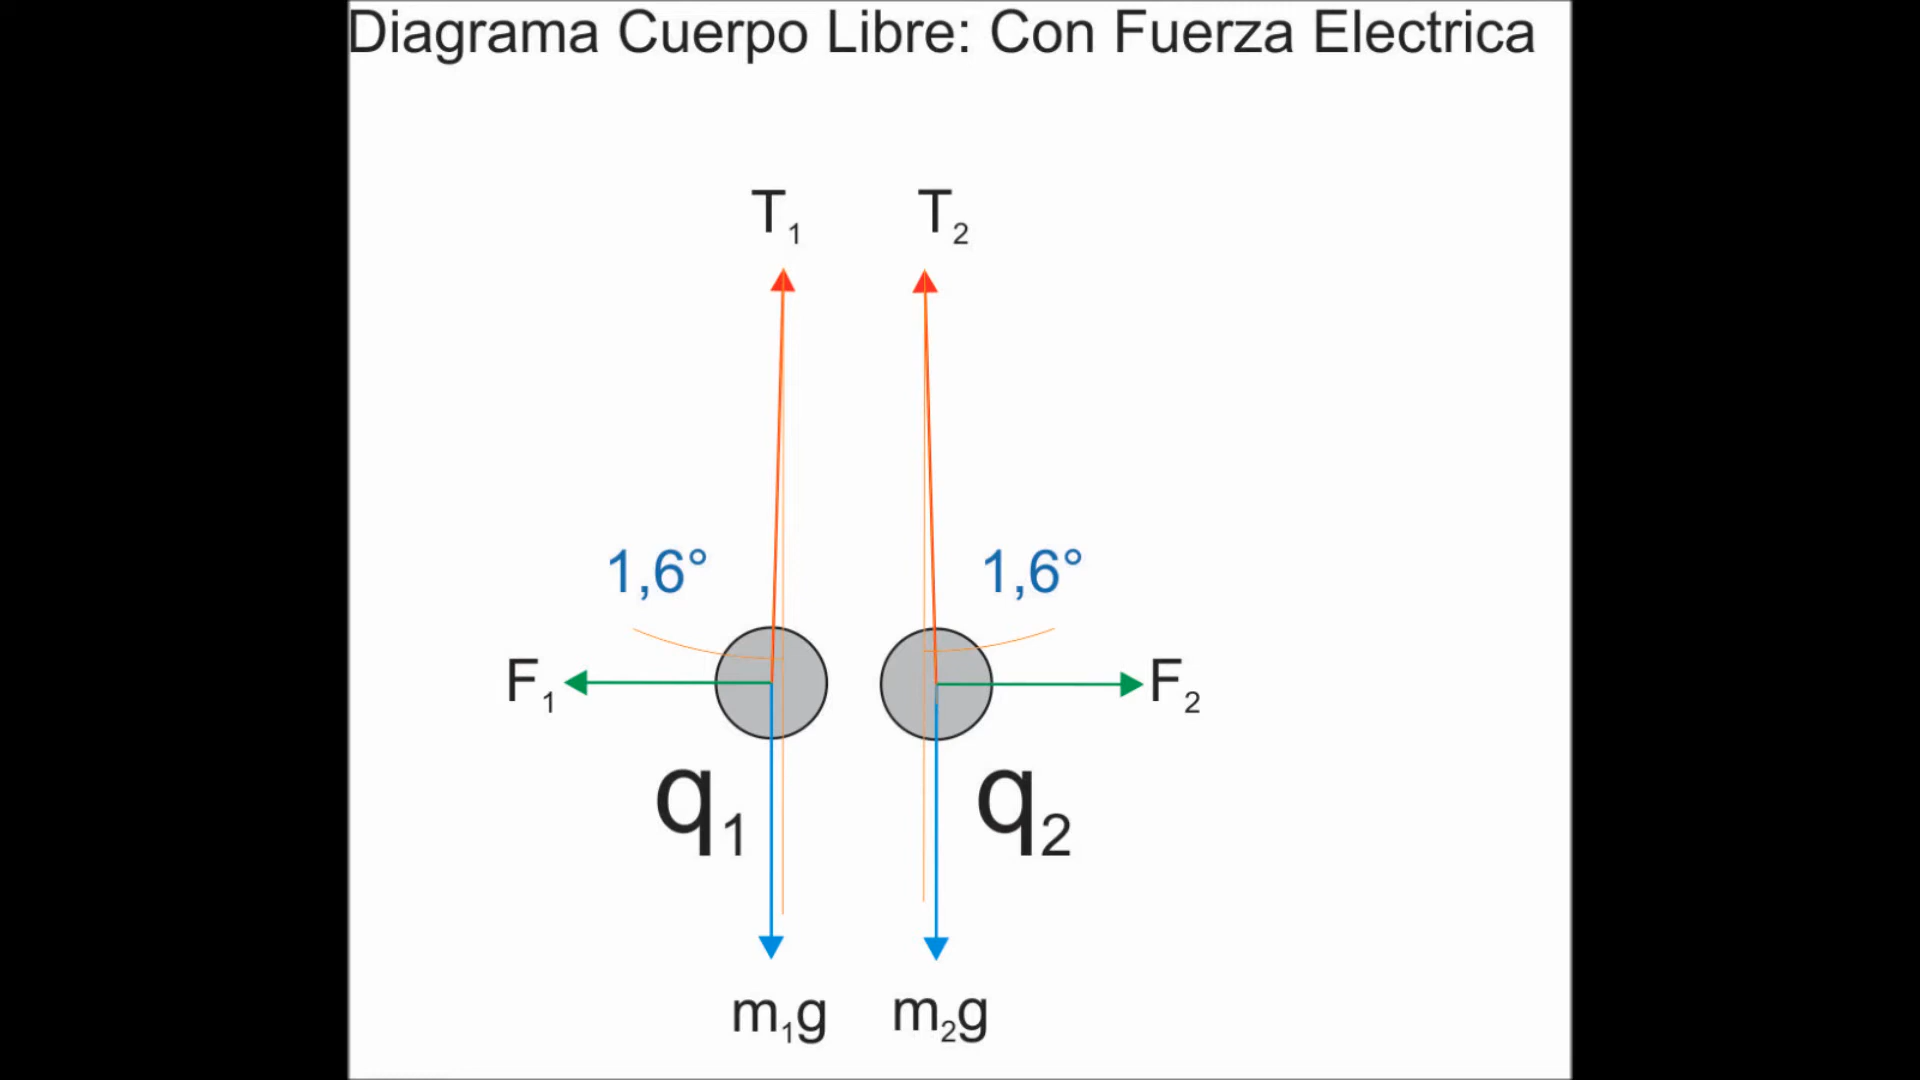 Diagrama Cuerpo Libre: Con Fuerza Electrica
T₁ T₂
1,6° 1,6°
F₁ F₂
q₁ q₂
m₁g m₂g